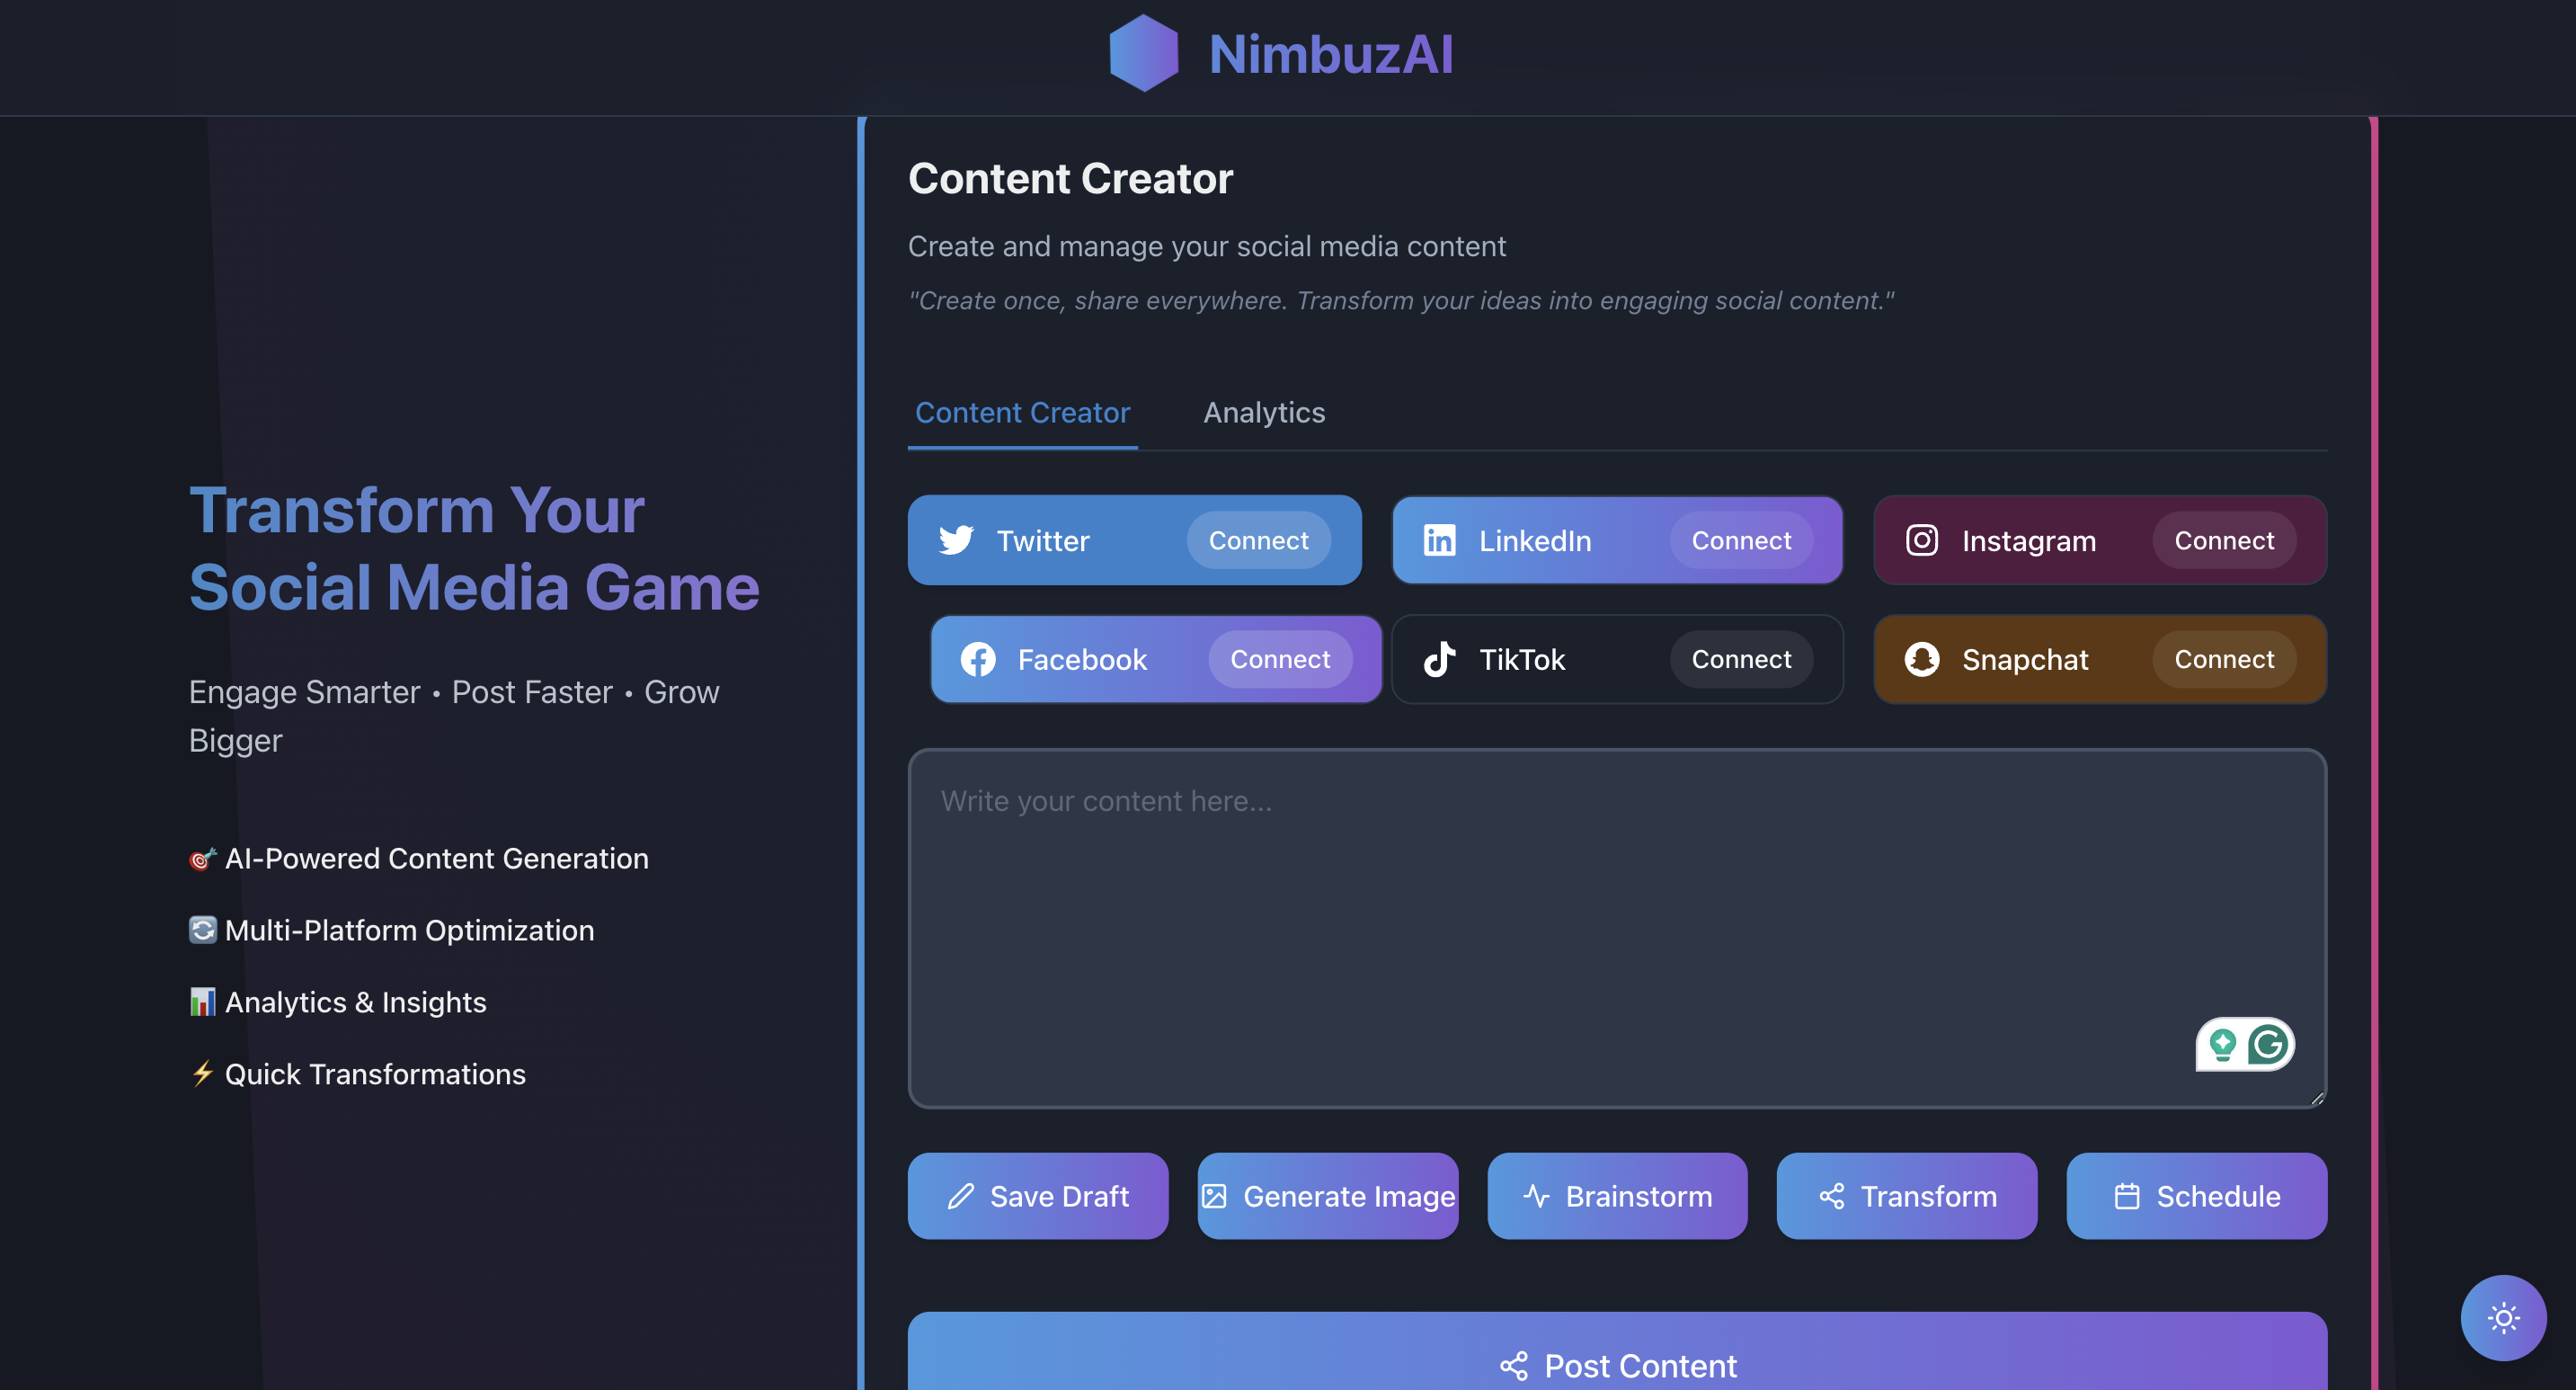 NimbuzAI
Transform Your
Social Media Game
Engage Smarter • Post Faster • Grow
Bigger
🎯 AI-Powered Content Generation
🔄 Multi-Platform Optimization
📊 Analytics & Insights
⚡ Quick Transformations
Content Creator
Create and manage your social media content
"Create once, share everywhere. Transform your ideas into engaging social content."
Content Creator Analytics
Twitter Connect LinkedIn Connect Instagram Connect
Facebook Connect TikTok Connect Snapchat Connect
Write your content here...
Save Draft Generate Image Brainstorm Transform Schedule
Post Content